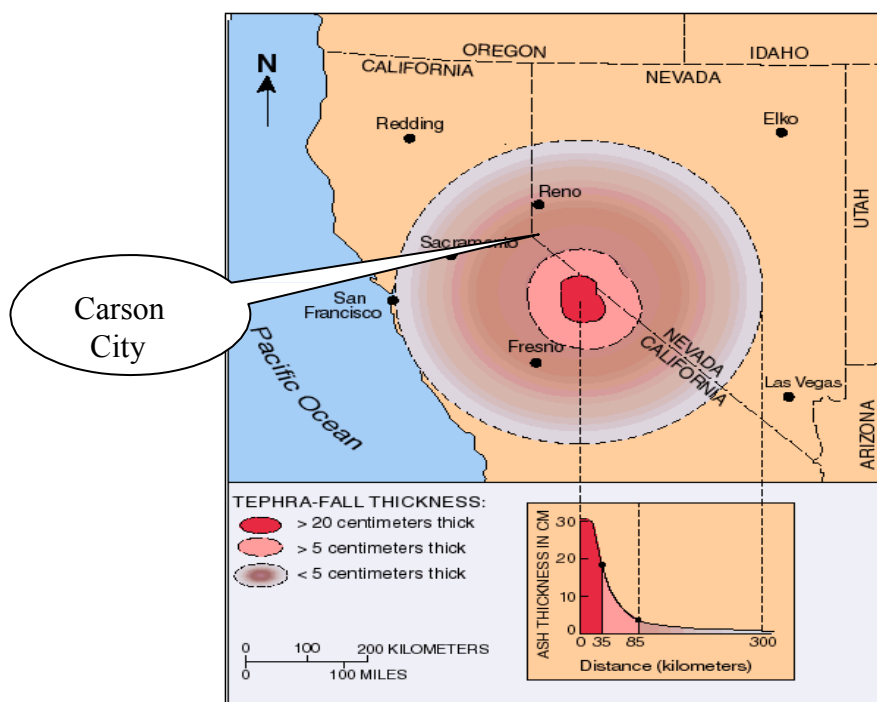 OREGON
IDAHO
N
CALIFORNIA
NEVADA
Redding
Elko
Reno
UTAH
Sacramento
Carson
City
San
Francisco
Pacific Ocean
Fresno
NEVADA
CALIFORNIA
Las Vegas
ARIZONA
TEPHRA-FALL THICKNESS:
> 20 centimeters thick
> 5 centimeters thick
< 5 centimeters thick
0 100 200 KILOMETERS
0 100 MILES
ASH THICKNESS IN CM
30
20
10
0
0 35 85 300
Distance (kilometers)